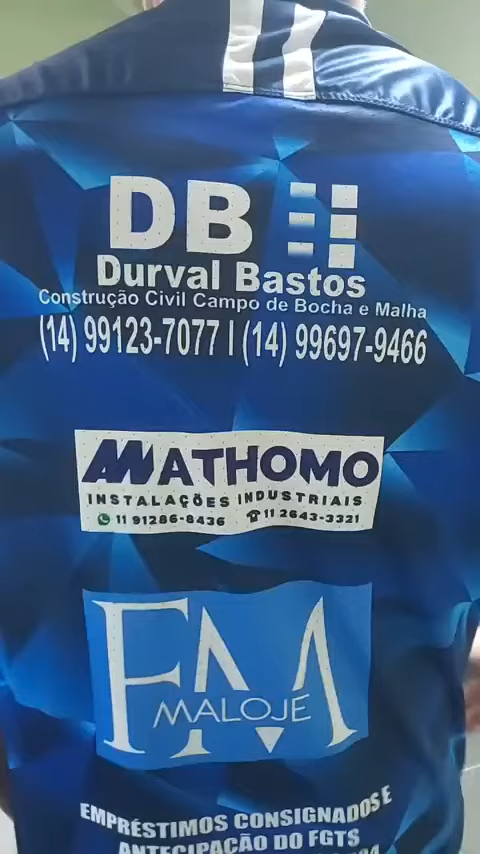 DB
Durval Bastos
Construção Civil Campo de Bocha e Malha
(14) 99123-7077 | (14) 99697-9466
MATHOMO
INSTALAÇÕES INDUSTRIAIS
11 91286-8436 11 2643-3321
FM
MALOJE
EMPRÉSTIMOS CONSIGNADOS E
ANTECIPAÇÃO DO FGTS